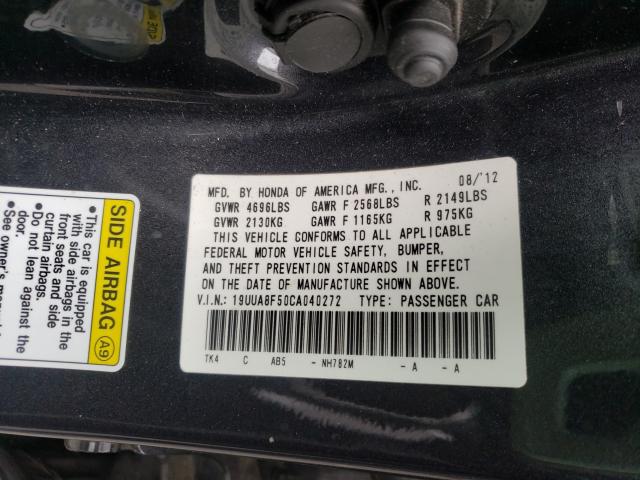 MFD. BY HONDA OF AMERICA MFG., INC. 08/'12
GVWR 4696LBS GAWR F 2568LBS R 2149LBS
GVWR 2130KG GAWR F 1165KG R 975KG
THIS VEHICLE CONFORMS TO ALL APPLICABLE
FEDERAL MOTOR VEHICLE SAFETY, BUMPER,
AND THEFT PREVENTION STANDARDS IN EFFECT
ON THE DATE OF MANUFACTURE SHOWN ABOVE.
V.I.N.: 19UUA8F50CA040272 TYPE: PASSENGER CAR
TK4 C AB5 - NH782M - A - A
SIDE AIRBAG A9
•This car is equipped
with side airbags in the
front seats and side
curtain airbags.
•Do not lean against the
door.
•See owner's manual